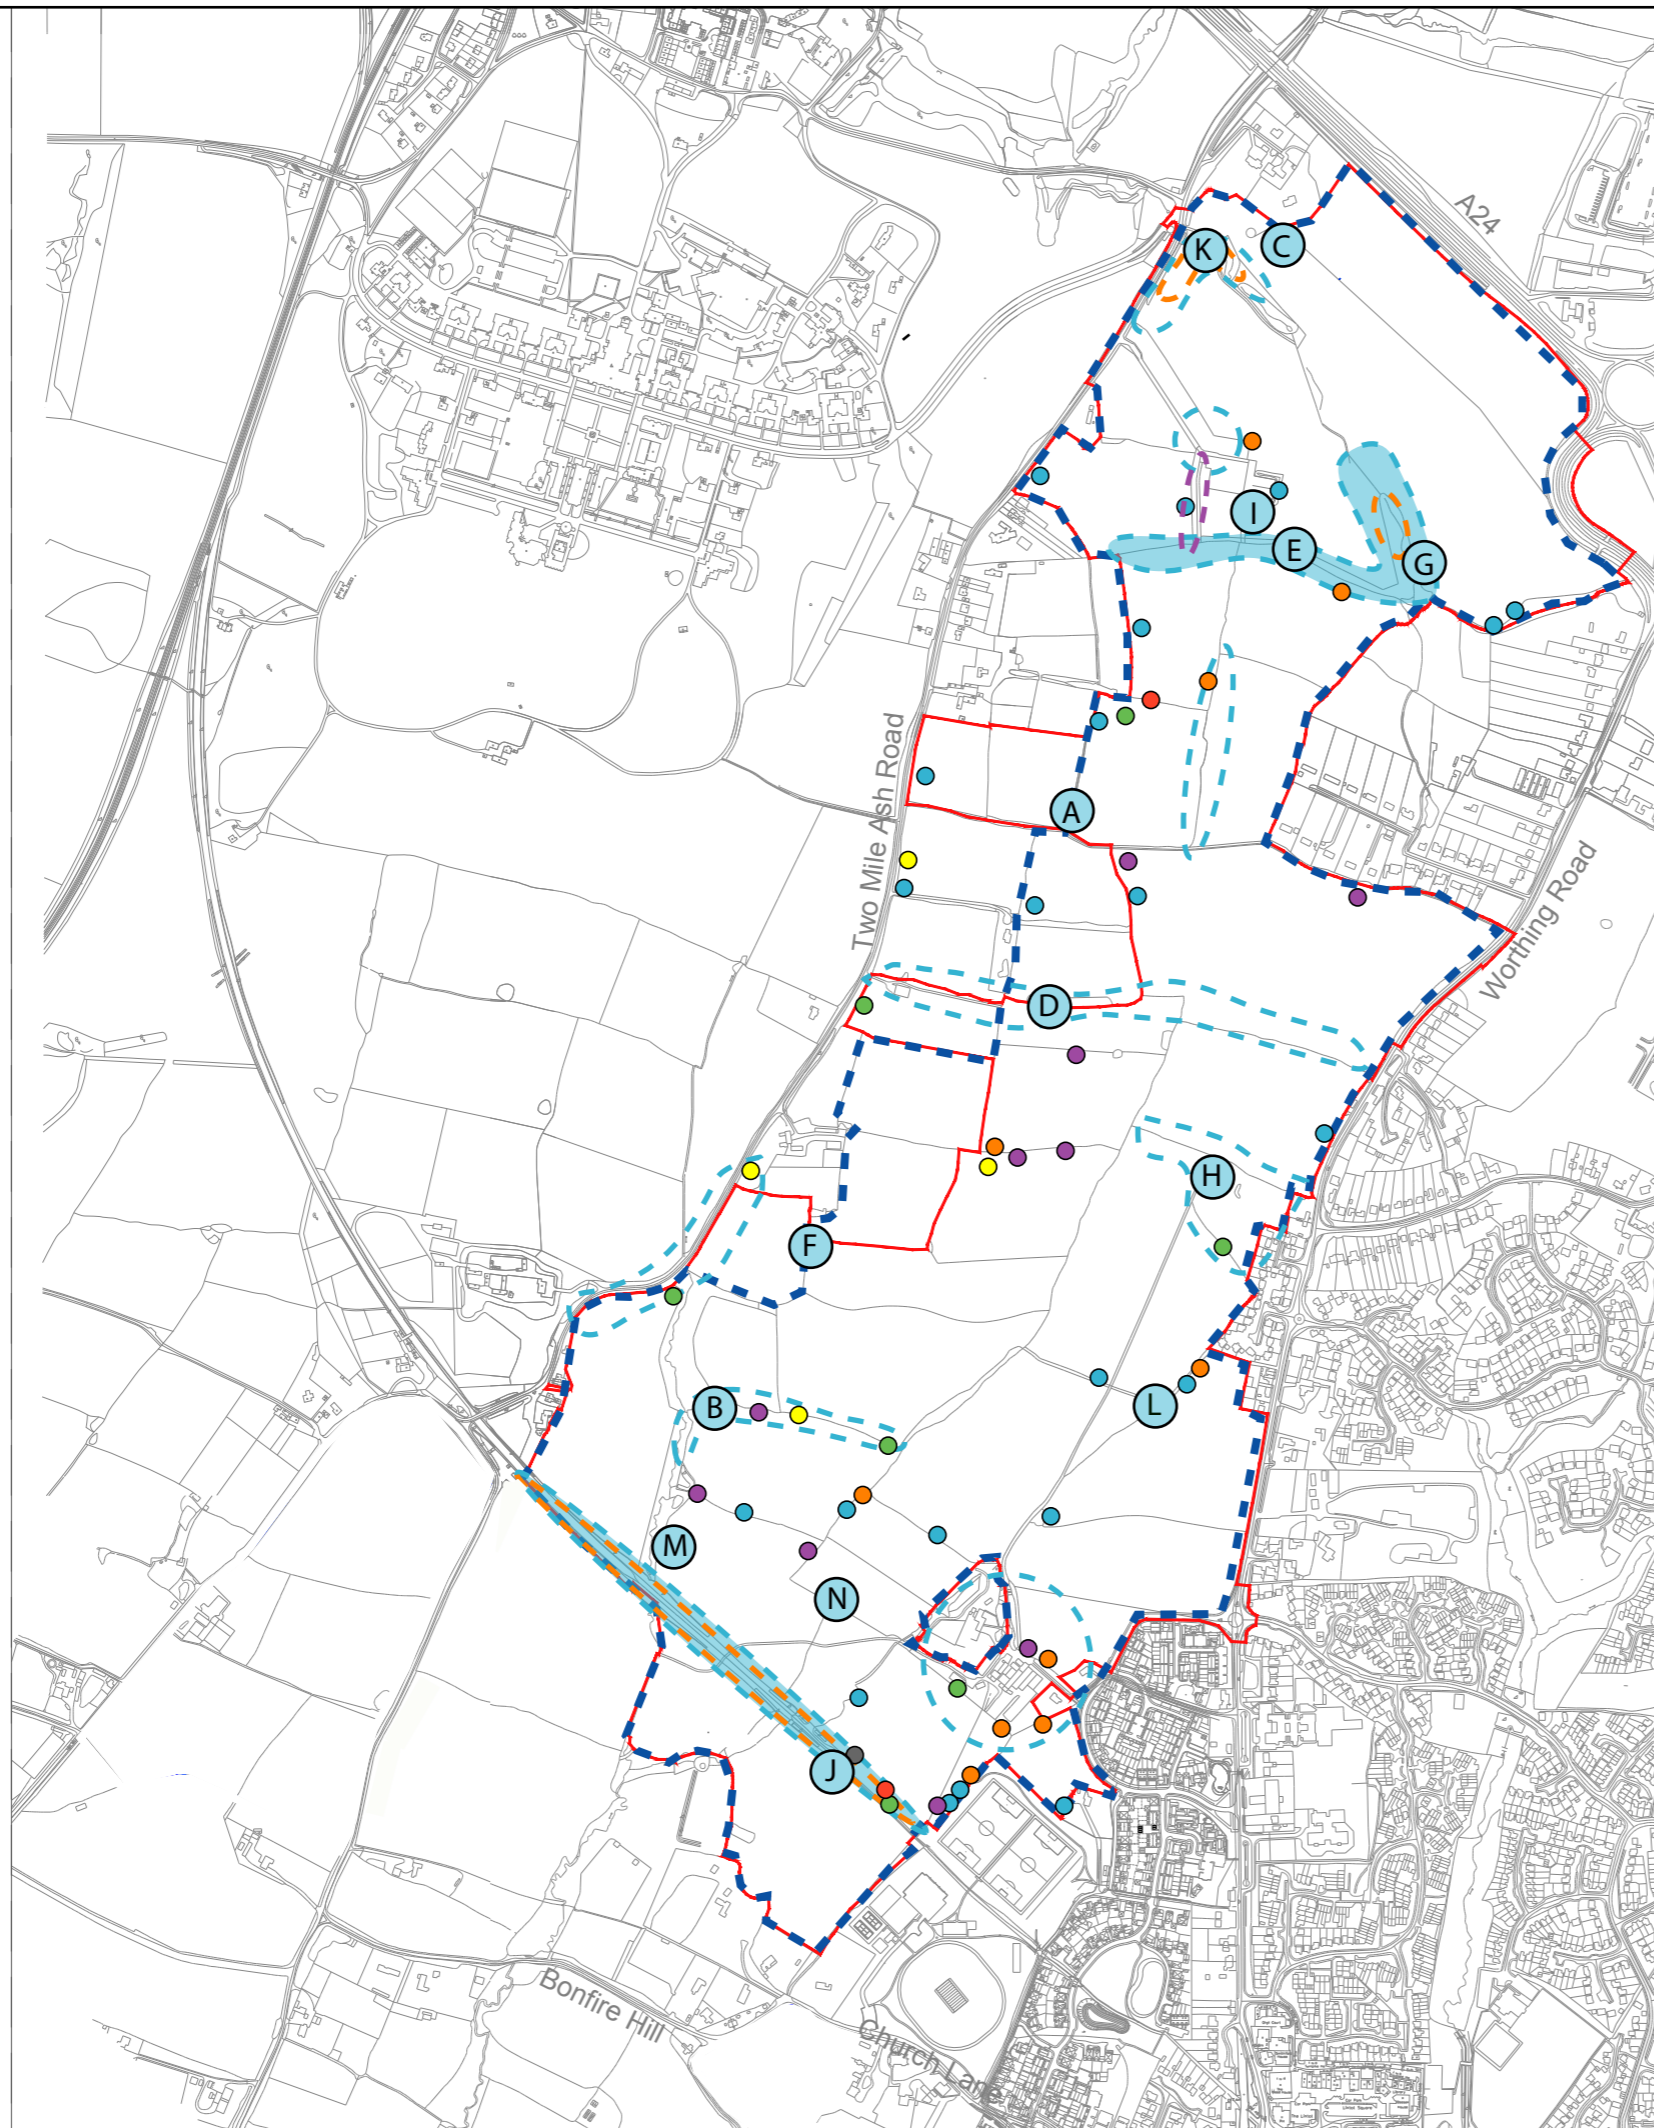 A24
K
C
I
E
G
Two Mile Ash Road
A
Worthing Road
D
H
F
B
L
M
N
J
Bonfire Hill
Church Lane